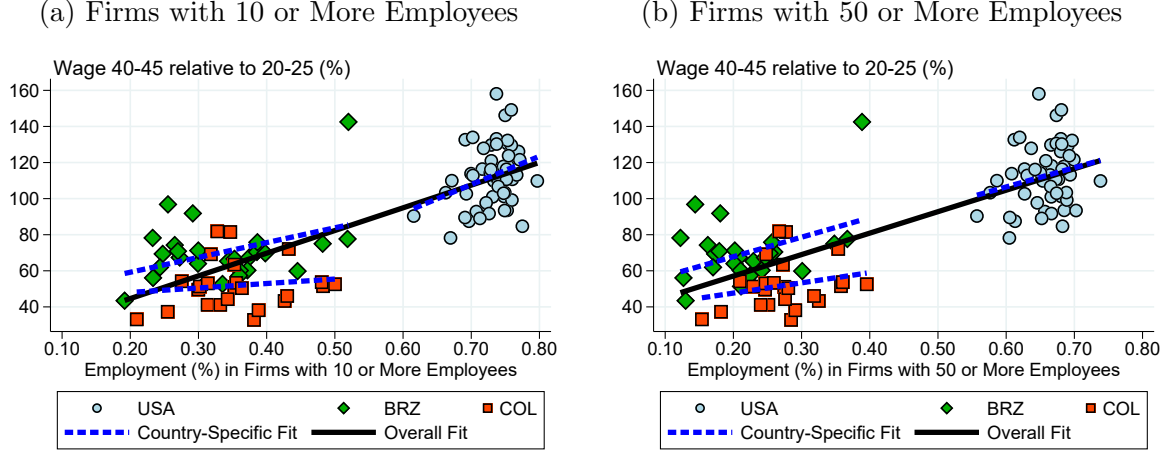 (a) Firms with 10 or More Employees
Wage 40-45 relative to 20-25 (%)
160
140
120
100
80
60
40
0.10 0.20 0.30 0.40 0.50 0.60 0.70 0.80
Employment (%) in Firms with 10 or More Employees
USA BRZ COL
Country-Specific Fit Overall Fit
(b) Firms with 50 or More Employees
Wage 40-45 relative to 20-25 (%)
160
140
120
100
80
60
40
0.10 0.20 0.30 0.40 0.50 0.60 0.70 0.80
Employment (%) in Firms with 50 or More Employees
USA BRZ COL
Country-Specific Fit Overall Fit